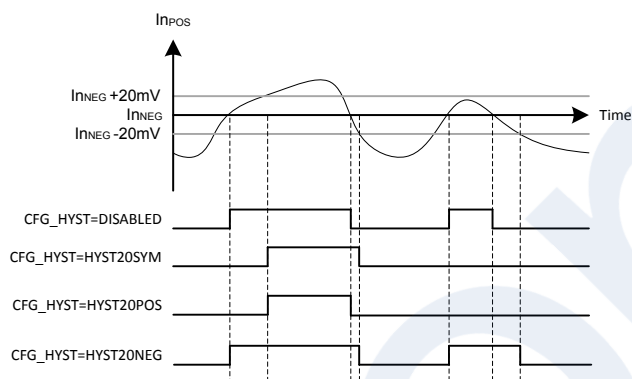 InPOS
InNEG +20mV
InNEG
Time
InNEG -20mV
CFG_HYST=DISABLED
CFG_HYST=HYST20SYM
CFG_HYST=HYST20POS
CFG_HYST=HYST20NEG